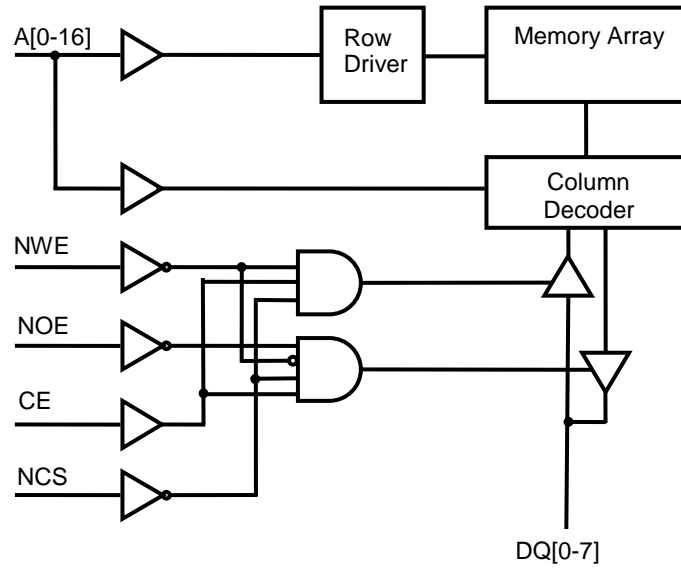 A[0-16]
Row
Driver
Memory Array
Column
Decoder
NWE
NOE
CE
NCS
DQ[0-7]